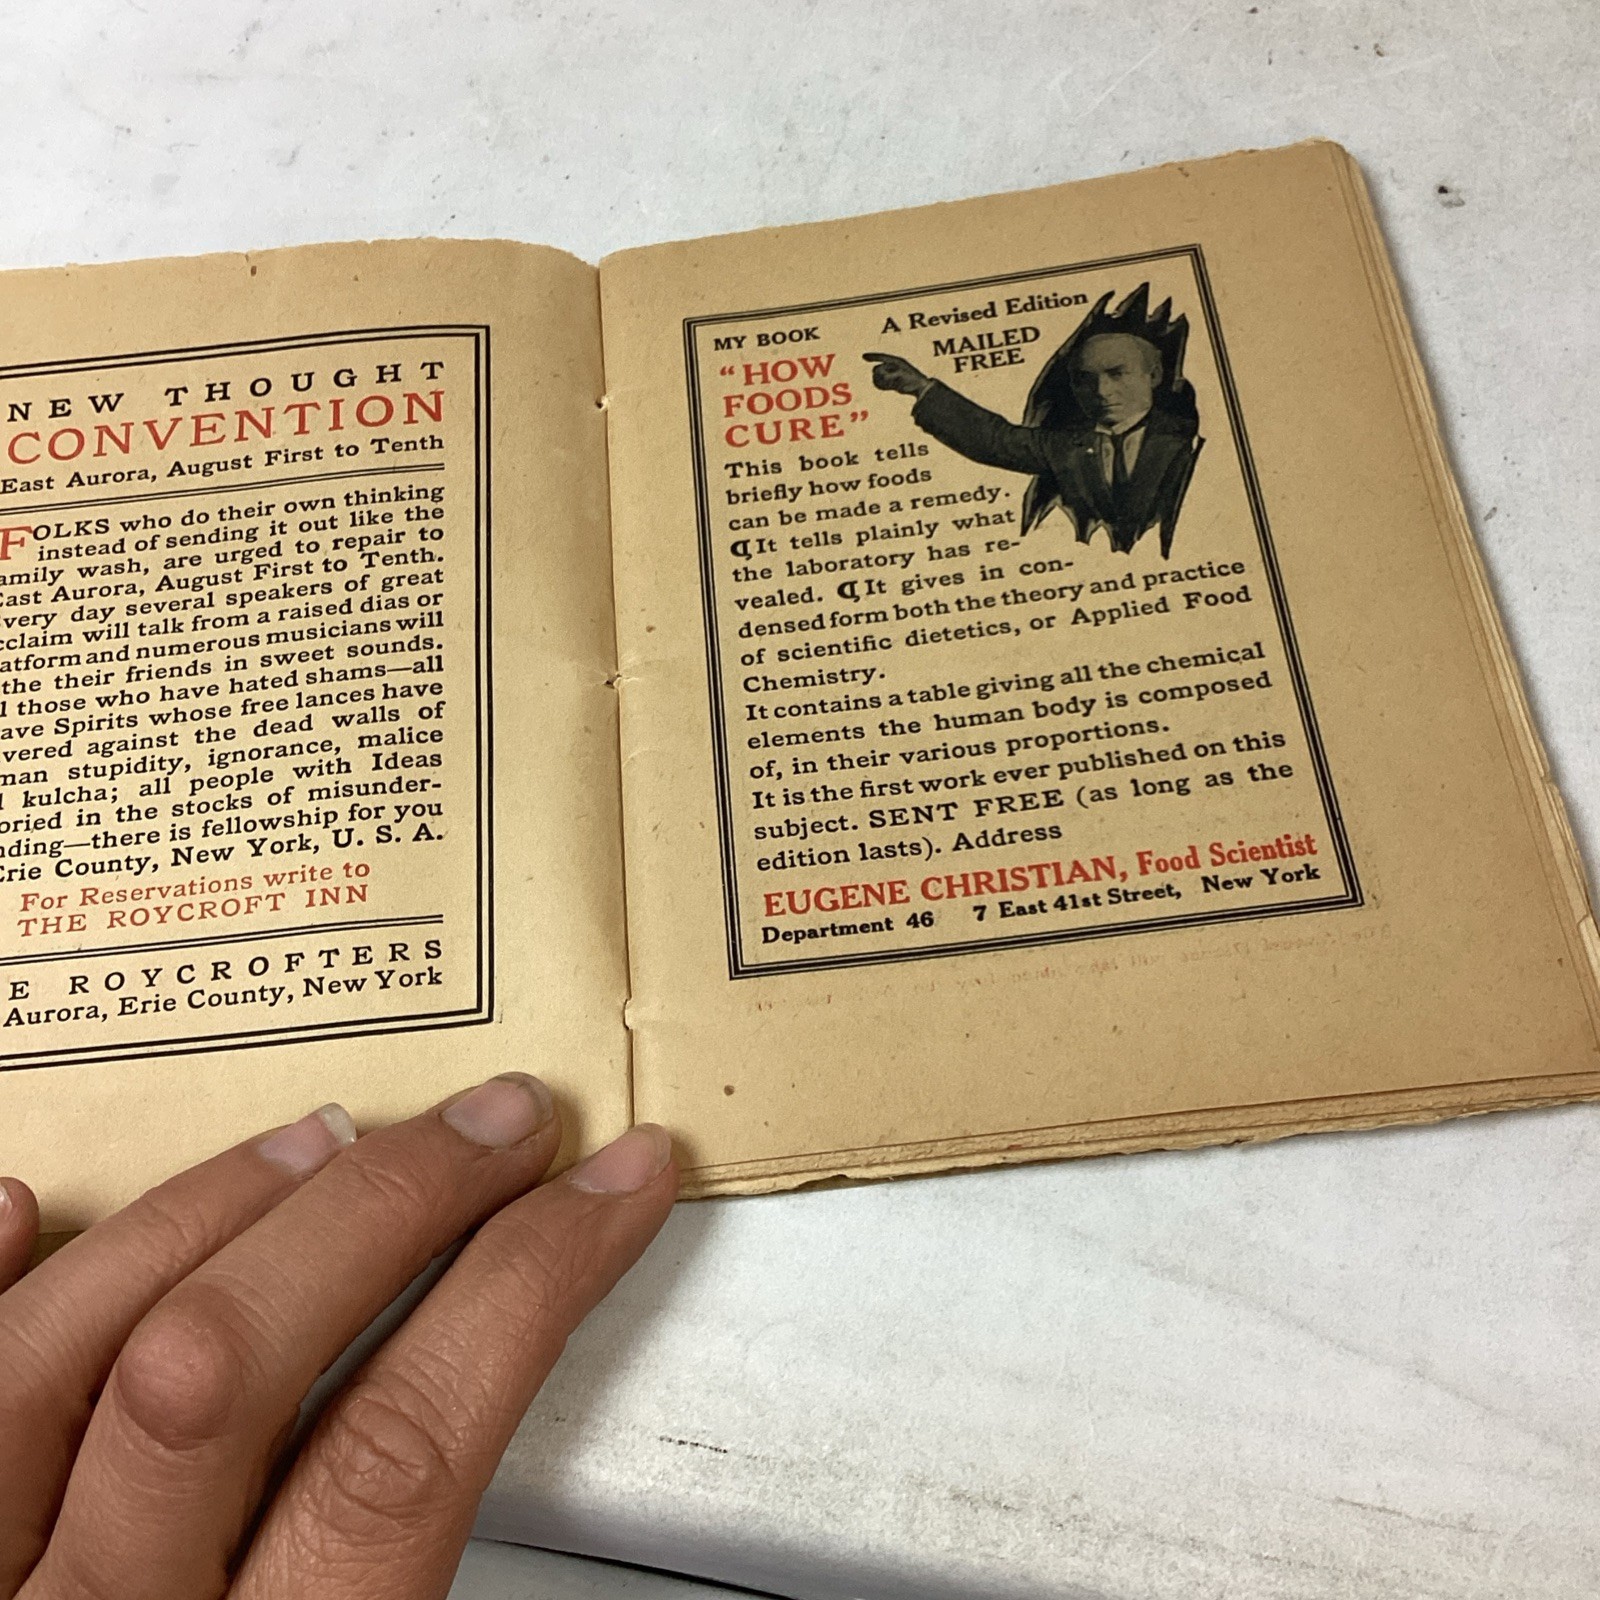 NEW THOUGHT
CONVENTION
East Aurora, August First to Tenth
FOLKS who do their own thinking
instead of sending it out like the
amily wash, are urged to repair to
East Aurora, August First to Tenth.
very day several speakers of great
cclaim will talk from a raised dias or
atform and numerous musicians will
the their friends in sweet sounds.
l those who have hated shams—all
ave Spirits whose free lances have
vered against the dead walls of
man stupidity, ignorance, malice
l kulcha; all people with Ideas
oried in the stocks of misunder-
nding—there is fellowship for you
Erie County, New York, U. S. A.
For Reservations write to
THE ROYCROFT INN
E ROYCROFTERS
Aurora, Erie County, New York
MY BOOK
A Revised Edition
MAILED
FREE
“HOW
FOODS
CURE”
This book tells
briefly how foods
can be made a remedy.
¶It tells plainly what
the laboratory has re-
vealed. ¶It gives in con-
densed form both the theory and practice
of scientific dietetics, or Applied Food
Chemistry.
It contains a table giving all the chemical
elements the human body is composed
of, in their various proportions.
It is the first work ever published on this
subject. SENT FREE (as long as the
edition lasts). Address
EUGENE CHRISTIAN, Food Scientist
Department 46 7 East 41st Street, New York